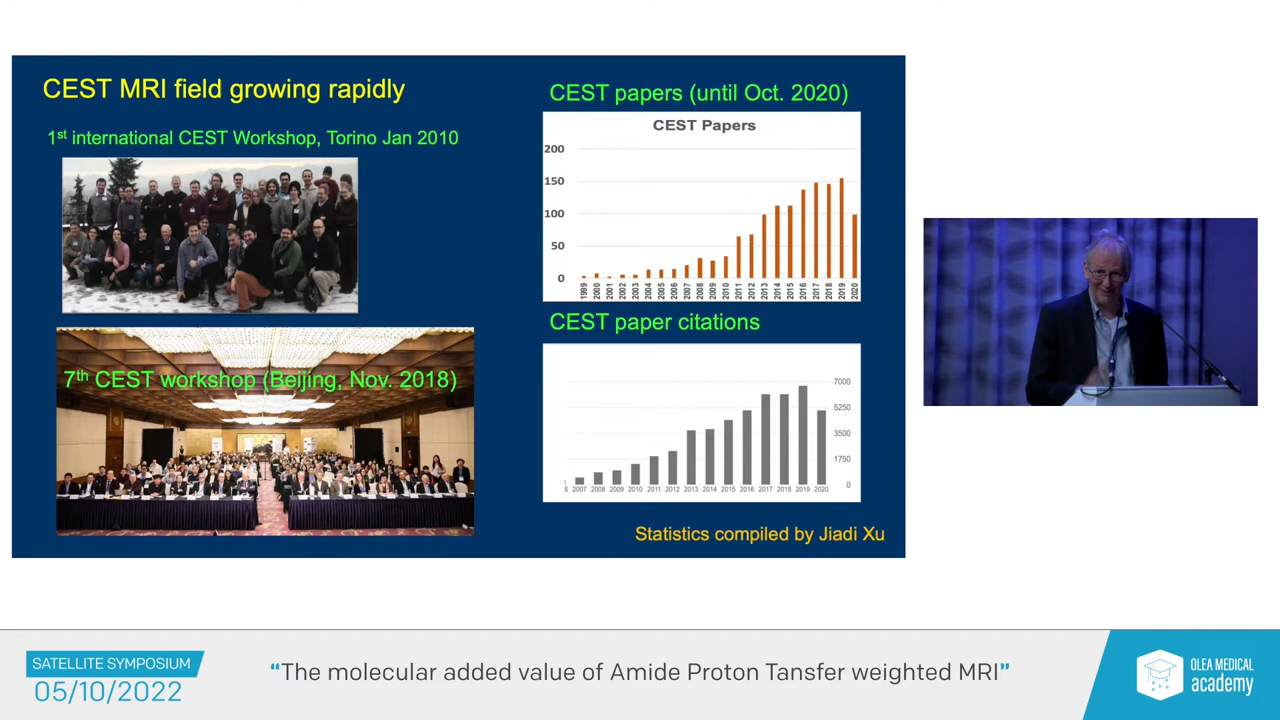 CEST MRI field growing rapidly
1st international CEST Workshop, Torino Jan 2010
7th CEST workshop (Beijing, Nov. 2018)
CEST papers (until Oct. 2020)
CEST Papers
200
150
100
50
0
1999 2000 2001 2002 2003 2004 2005 2006 2007 2008 2009 2010 2011 2012 2013 2014 2015 2016 2017 2018 2019 2020
CEST paper citations
7000
5250
3500
1750
0
6 2007 2008 2009 2010 2011 2012 2013 2014 2015 2016 2017 2018 2019 2020
Statistics compiled by Jiadi Xu
SATELLITE SYMPOSIUM
05/10/2022
“The molecular added value of Amide Proton Tansfer weighted MRI”
OLEA MEDICAL
academy